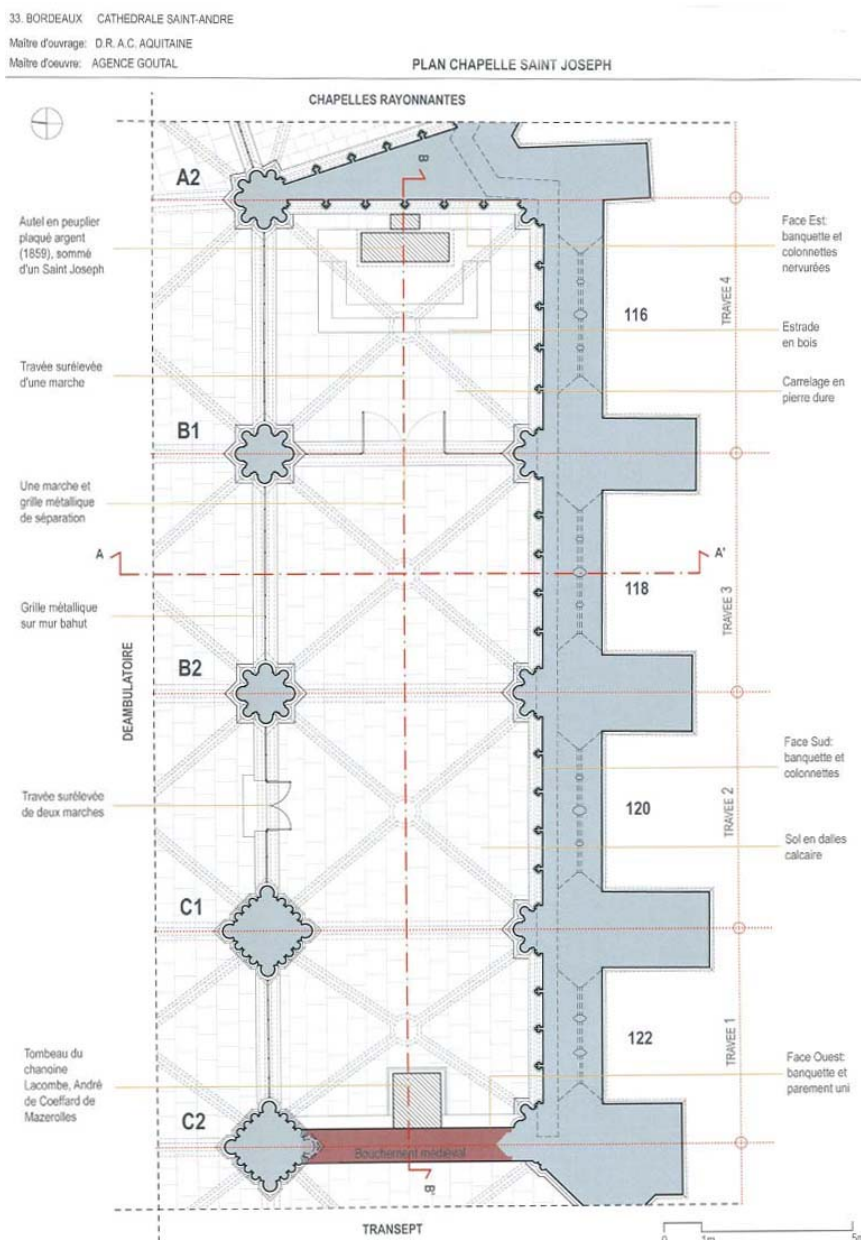 33. BORDEAUX CATHEDRALE SAINT-ANDRE
Maître d'ouvrage: D.R.A.C. AQUITAINE
Maître d'oeuvre: AGENCE GOUTAL
PLAN CHAPELLE SAINT JOSEPH
CHAPELLES RAYONNANTES
A2
B
Autel en peuplier
plaqué argent
(1859), sommé
d'un Saint Joseph
Face Est:
banquette et
colonnettes
nervurées
116
TRAVEE 4
Estrade
en bois
Travée surélevée
d'une marche
Carrelage en
pierre dure
B1
Une marche et
grille métallique
de séparation
A
A'
118
TRAVEE 3
Grille métallique
sur mur bahut
B2
DEAMBULATOIRE
Face Sud:
banquette et
colonnettes
Travée surélevée
de deux marches
120
TRAVEE 2
Sol en dalles
calcaire
C1
122
TRAVEE 1
Tombeau du
chanoine
Lacombe, André
de Coeffard de
Mazerolles
Face Ouest:
banquette et
parement uni
C2
Bouchement médiéval
B'
TRANSEPT
0 1m 5m